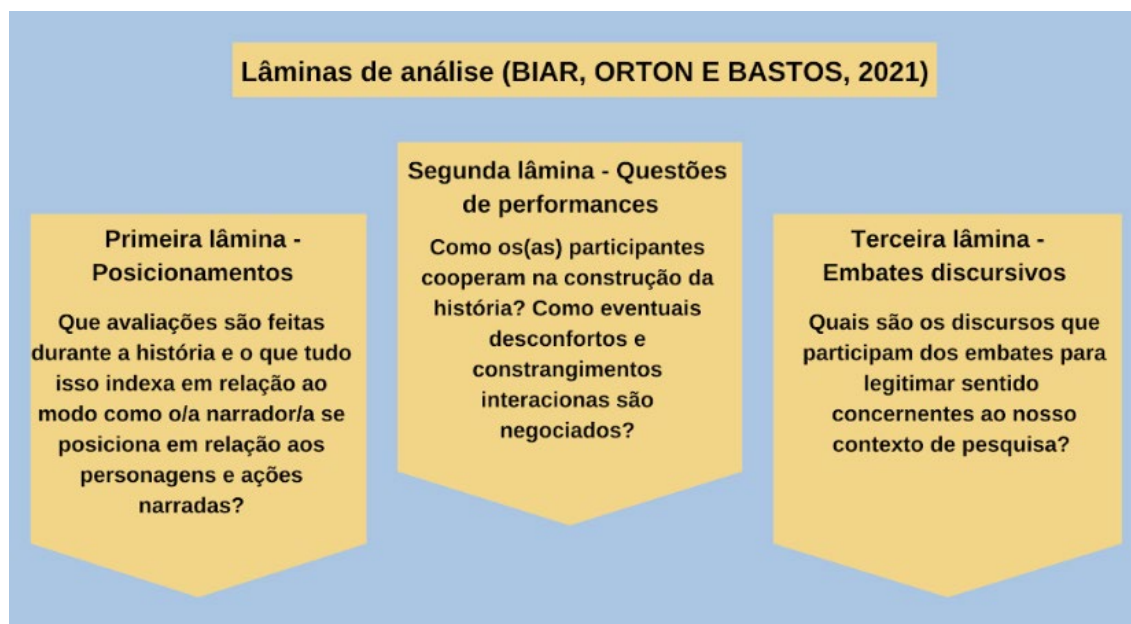 Lâminas de análise (BIAR, ORTON E BASTOS, 2021)
Primeira lâmina -
Posicionamentos
Que avaliações são feitas
durante a história e o que tudo
isso indexa em relação ao
modo como o/a narrador/a se
posiciona em relação aos
personagens e ações
narradas?
Segunda lâmina - Questões
de performances
Como os(as) participantes
cooperam na construção da
história? Como eventuais
desconfortos e
constrangimentos
interacionas são
negociados?
Terceira lâmina -
Embates discursivos
Quais são os discursos que
participam dos embates para
legitimar sentido
concernentes ao nosso
contexto de pesquisa?